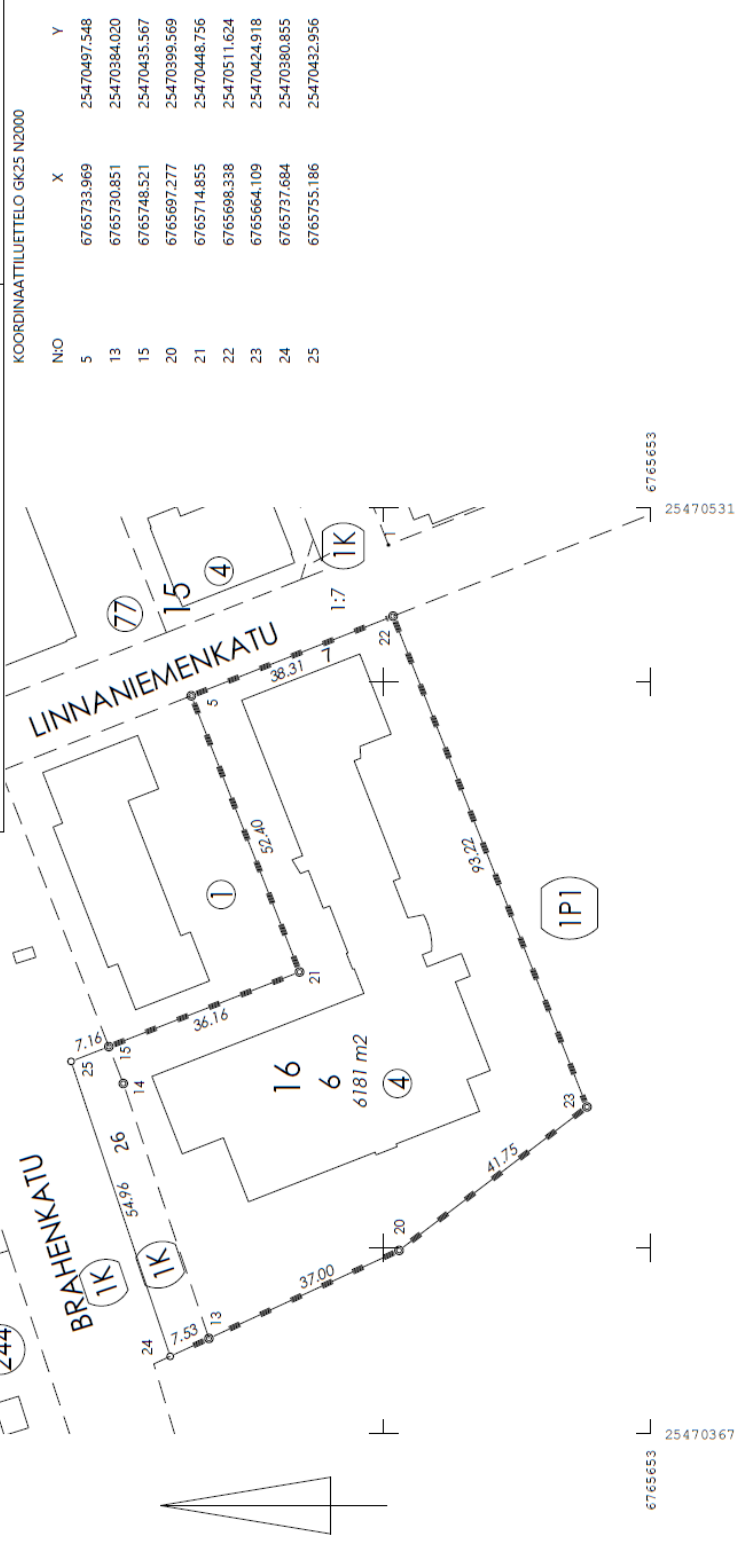 KOORDINAATTILUETTELO GK25 N2000
N:O X Y
5 6765733.969 25470497.548
13 6765730.851 25470384.020
15 6765748.521 25470435.567
20 6765697.277 25470399.569
21 6765714.855 25470448.756
22 6765698.338 25470511.624
23 6765664.109 25470424.918
24 6765737.684 25470380.855
25 6765755.186 25470432.956
244
BRAHENKATU
1K
1K
24
7.53
13
54.96
26
14
25
7.16
15
36.16
21
1
52.40
LINNANIEMENKATU
5
38.31
7
22
77
15
4
1K
1:7
1
16
6
6181 m2
4
37.00
20
41.75
23
93.22
1P1
6765653
25470367
6765653
25470531